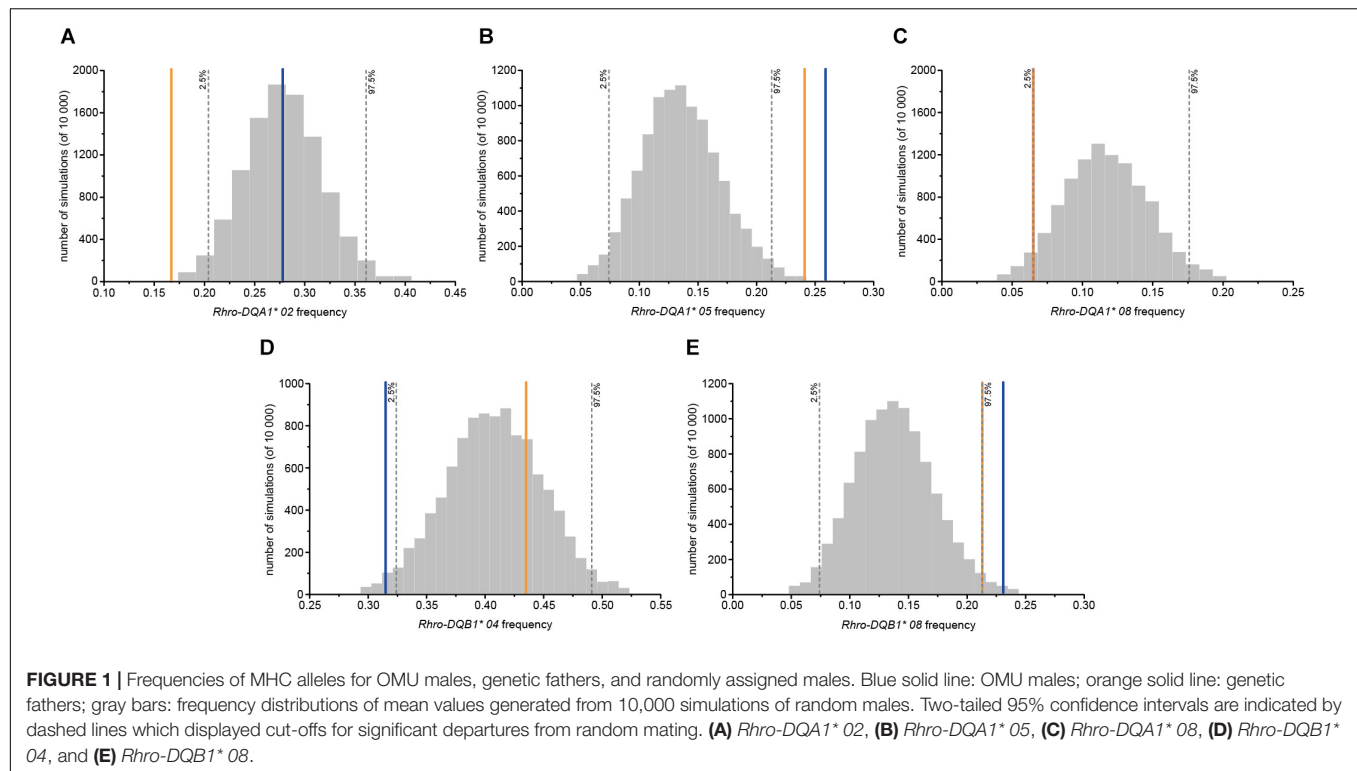 A
B
C
number of simulations (of 10 000)
2000
1600
1200
800
400
0
2.5%
97.5%
0.10 0.15 0.20 0.25 0.30 0.35 0.40 0.45
Rhro-DQA1* 02 frequency
number of simulations (of 10 000)
1200
1000
800
600
400
200
0
2.5%
97.5%
0.00 0.05 0.10 0.15 0.20 0.25 0.30
Rhro-DQA1* 05 frequency
number of simulations (of 10 000)
2000
1600
1200
800
400
0
2.5%
97.5%
0.00 0.05 0.10 0.15 0.20 0.25
Rhro-DQA1* 08 frequency
D
E
number of simulations (of 10 000)
1000
800
600
400
200
0
2.5%
97.5%
0.25 0.30 0.35 0.40 0.45 0.50 0.55
Rhro-DQB1* 04 frequency
number of simulations (of 10 000)
1200
1000
800
600
400
200
0
2.5%
97.5%
0.00 0.05 0.10 0.15 0.20 0.25 0.30
Rhro-DQB1* 08 frequency
FIGURE 1 | Frequencies of MHC alleles for OMU males, genetic fathers, and randomly assigned males. Blue solid line: OMU males; orange solid line: genetic
fathers; gray bars: frequency distributions of mean values generated from 10,000 simulations of random males. Two-tailed 95% confidence intervals are indicated by
dashed lines which displayed cut-offs for significant departures from random mating. (A) Rhro-DQA1* 02, (B) Rhro-DQA1* 05, (C) Rhro-DQA1* 08, (D) Rhro-DQB1*
04, and (E) Rhro-DQB1* 08.